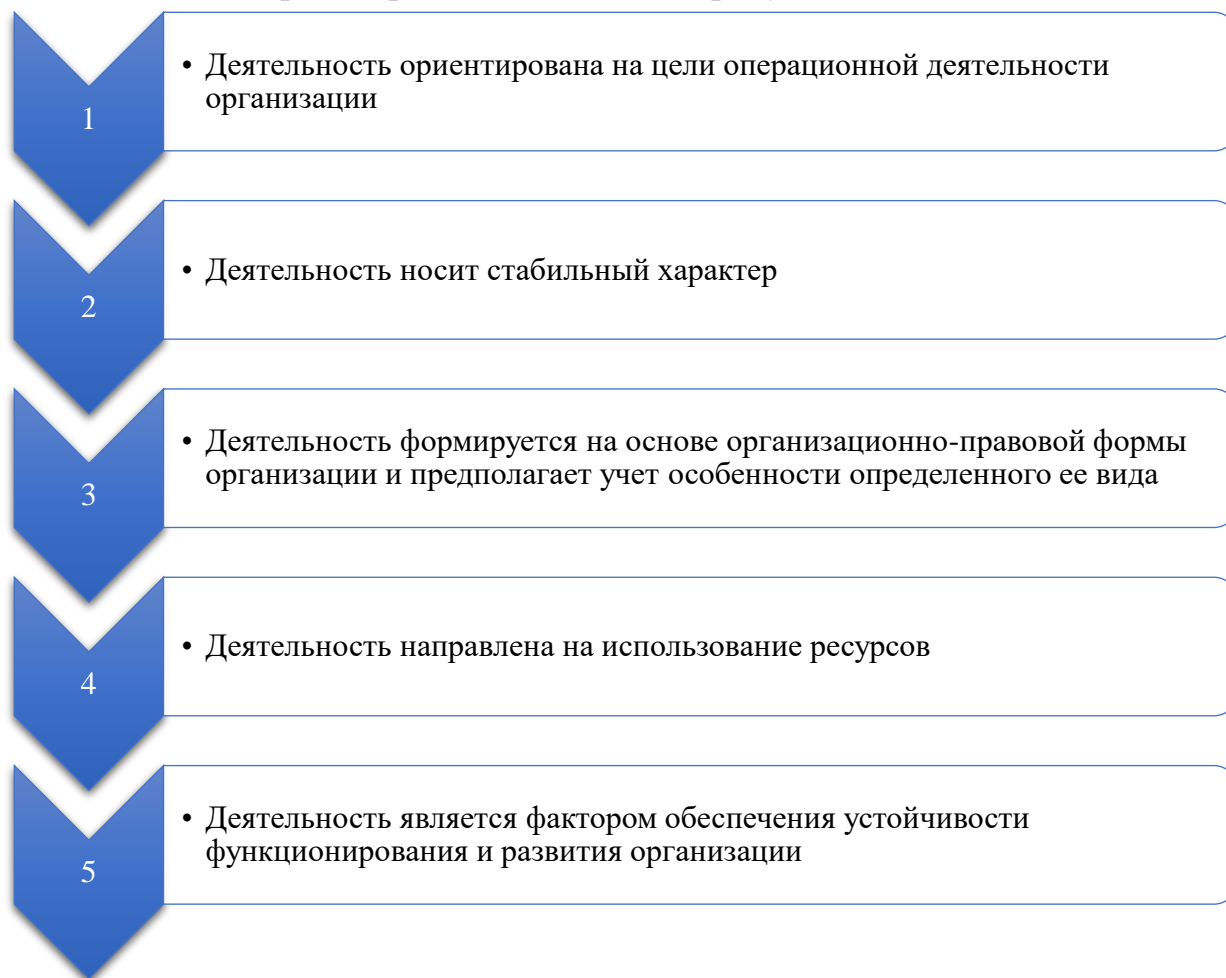 • Деятельность ориентирована на цели операционной деятельности
организации
1
• Деятельность носит стабильный характер
2
• Деятельность формируется на основе организационно-правовой формы
организации и предполагает учет особенности определенного ее вида
3
• Деятельность направлена на использование ресурсов
4
• Деятельность является фактором обеспечения устойчивости
функционирования и развития организации
5